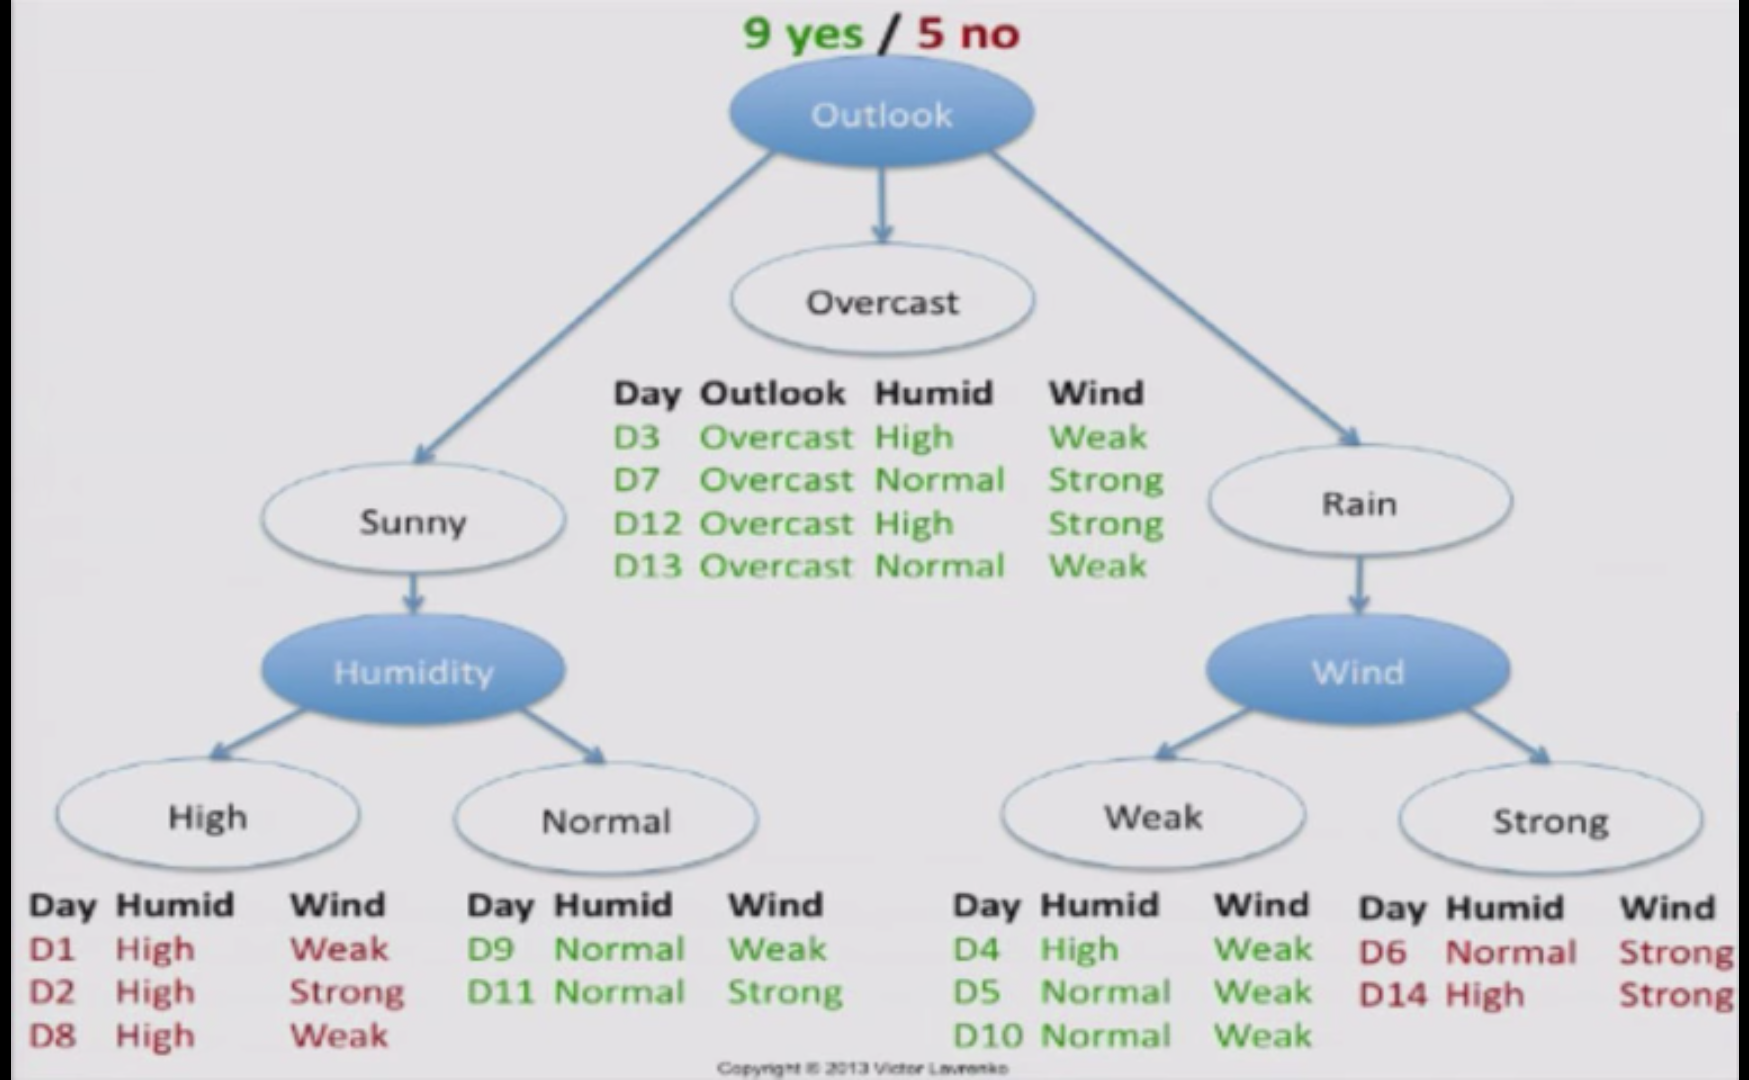 9 yes / 5 no
Outlook
Overcast
Day Outlook Humid Wind
D3 Overcast High Weak
D7 Overcast Normal Strong
D12 Overcast High Strong
D13 Overcast Normal Weak
Sunny
Rain
Humidity
Wind
High
Normal
Weak
Strong
Day Humid Wind
D1 High Weak
D2 High Strong
D8 High Weak
Day Humid Wind
D9 Normal Weak
D11 Normal Strong
Day Humid Wind
D4 High Weak
D5 Normal Weak
D10 Normal Weak
Day Humid Wind
D6 Normal Strong
D14 High Strong
Copyright © 2013 Victor Lavrenko